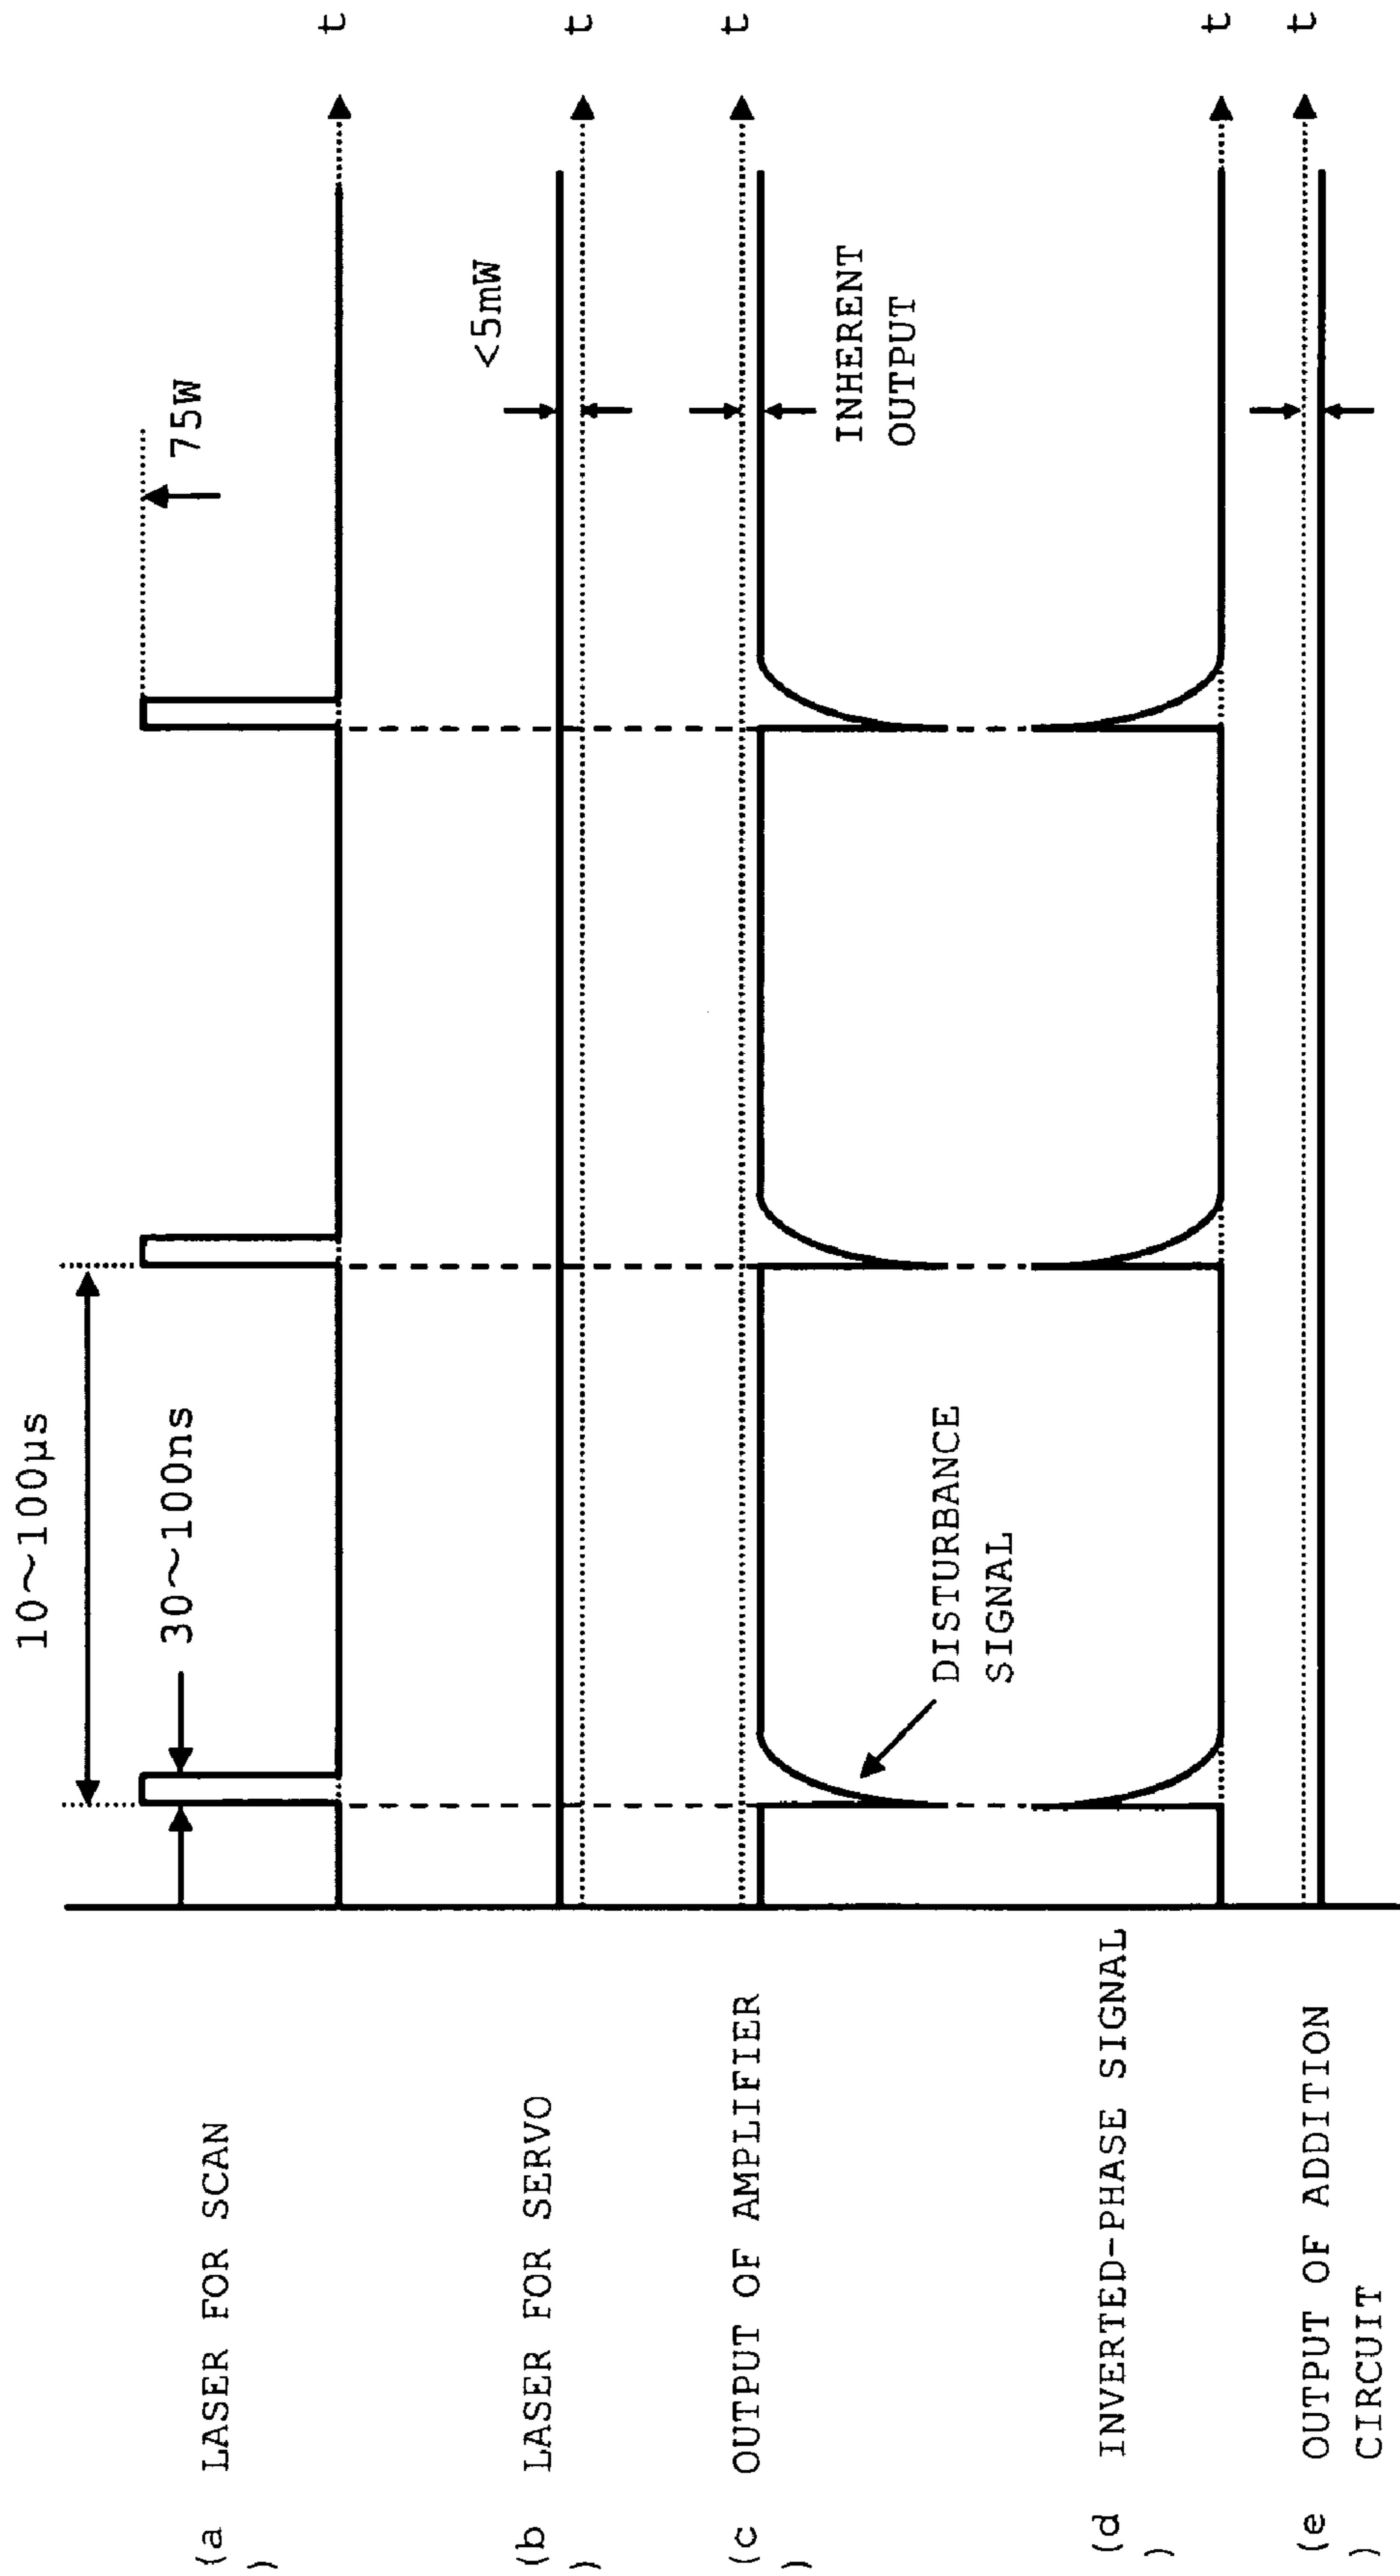 10～100μs
30～100ns
75W
(a
)
LASER FOR SCAN
t
<5mW
(b
)
LASER FOR SERVO
t
(c
)
OUTPUT OF AMPLIFIER
t
INHERENT
OUTPUT
DISTURBANCE
SIGNAL
(d
)
INVERTED-PHASE SIGNAL
t
(e
)
OUTPUT OF ADDITION
CIRCUIT
t